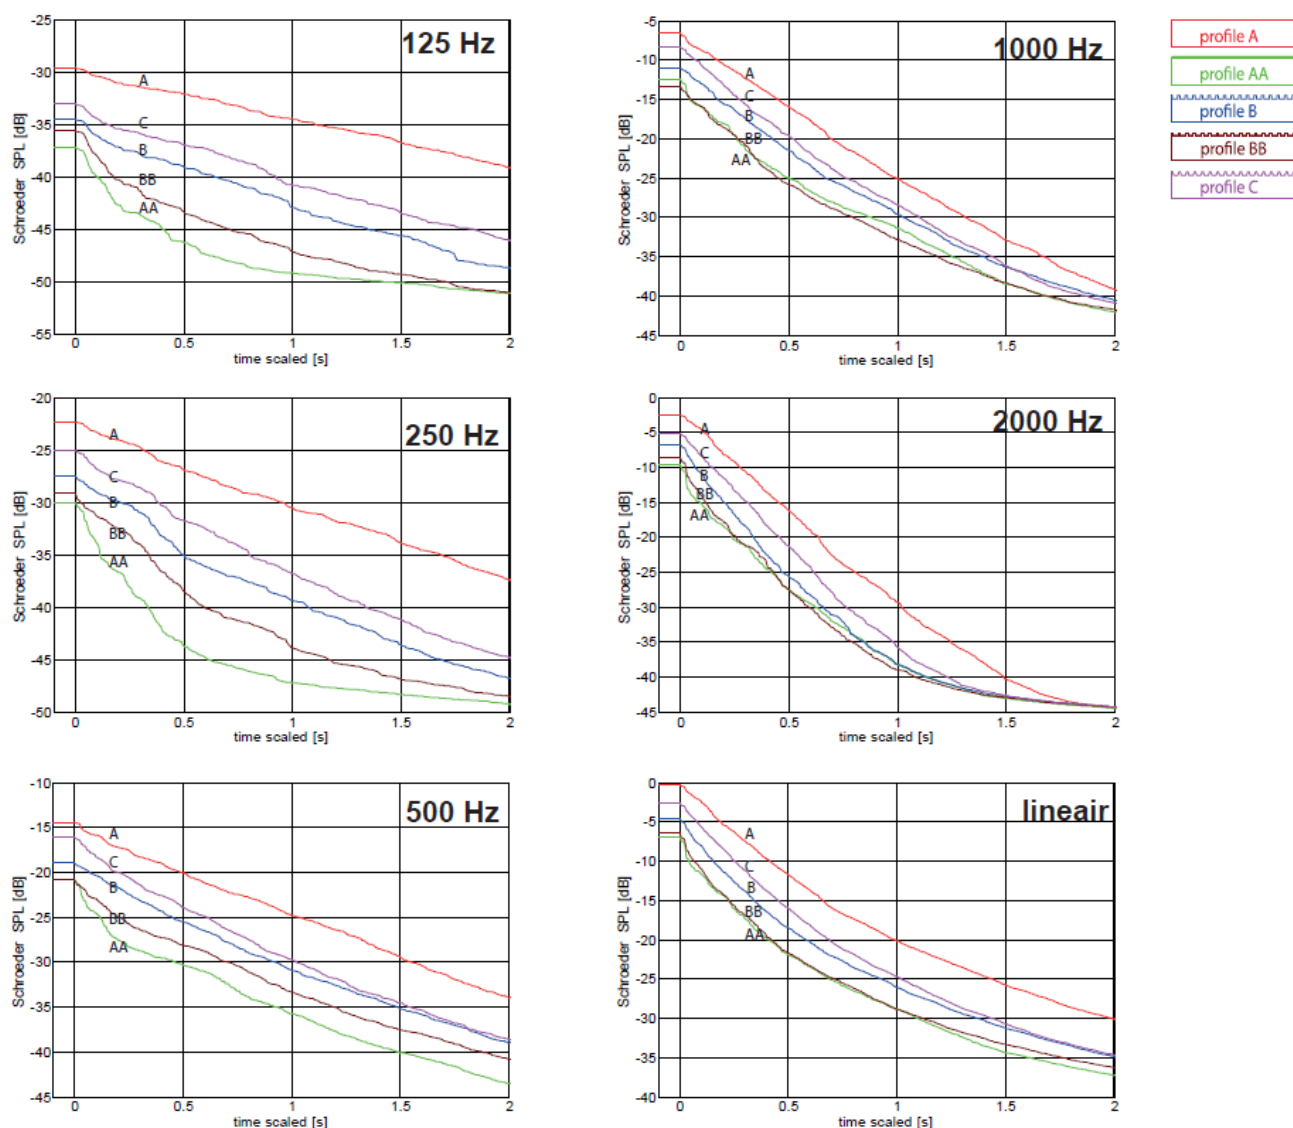 125 Hz
Schroeder SPL [dB]
-25
-30
-35
-40
-45
-50
-55
A
C
B
BB
AA
0 0.5 1 1.5 2
time scaled [s]
1000 Hz
Schroeder SPL [dB]
-5
-10
-15
-20
-25
-30
-35
-40
-45
A
C
B
BB
AA
0 0.5 1 1.5 2
time scaled [s]
profile A
profile AA
profile B
profile BB
profile C
250 Hz
Schroeder SPL [dB]
-20
-25
-30
-35
-40
-45
-50
A
C
B
BB
AA
0 0.5 1 1.5 2
time scaled [s]
2000 Hz
Schroeder SPL [dB]
0
-5
-10
-15
-20
-25
-30
-35
-40
-45
A
C
B
BB
AA
0 0.5 1 1.5 2
time scaled [s]
500 Hz
Schroeder SPL [dB]
-10
-15
-20
-25
-30
-35
-40
-45
A
C
B
BB
AA
0 0.5 1 1.5 2
time scaled [s]
lineair
Schroeder SPL [dB]
0
-5
-10
-15
-20
-25
-30
-35
-40
A
C
B
BB
AA
0 0.5 1 1.5 2
time scaled [s]